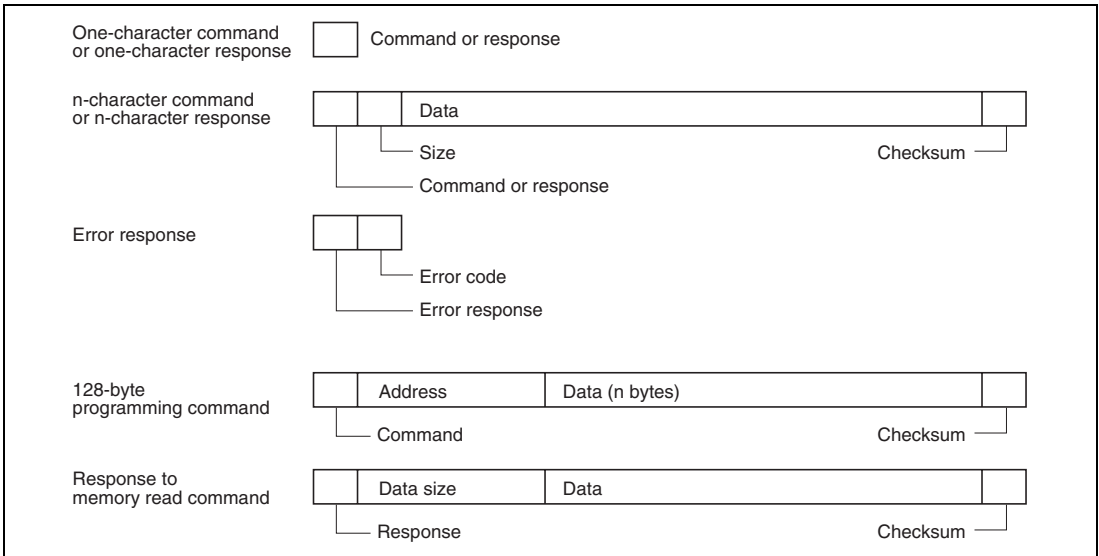 One-character command
or one-character response
Command or response
n-character command
or n-character response
Data
Size
Checksum
Command or response
Error response
Error code
Error response
128-byte
programming command
Address
Data (n bytes)
Command
Checksum
Response to
memory read command
Data size
Data
Response
Checksum